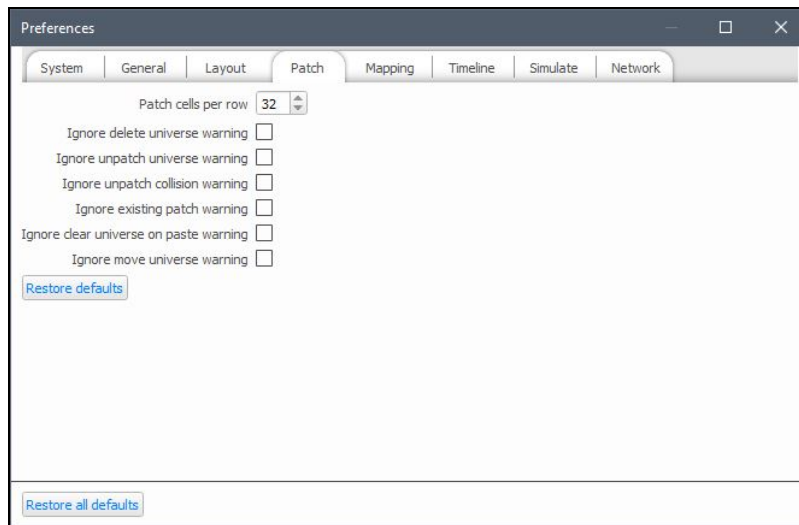 Preferences
System General Layout Patch Mapping Timeline Simulate Network
Patch cells per row 32
Ignore delete universe warning
Ignore unpatch universe warning
Ignore unpatch collision warning
Ignore existing patch warning
Ignore clear universe on paste warning
Ignore move universe warning
Restore defaults
Restore all defaults